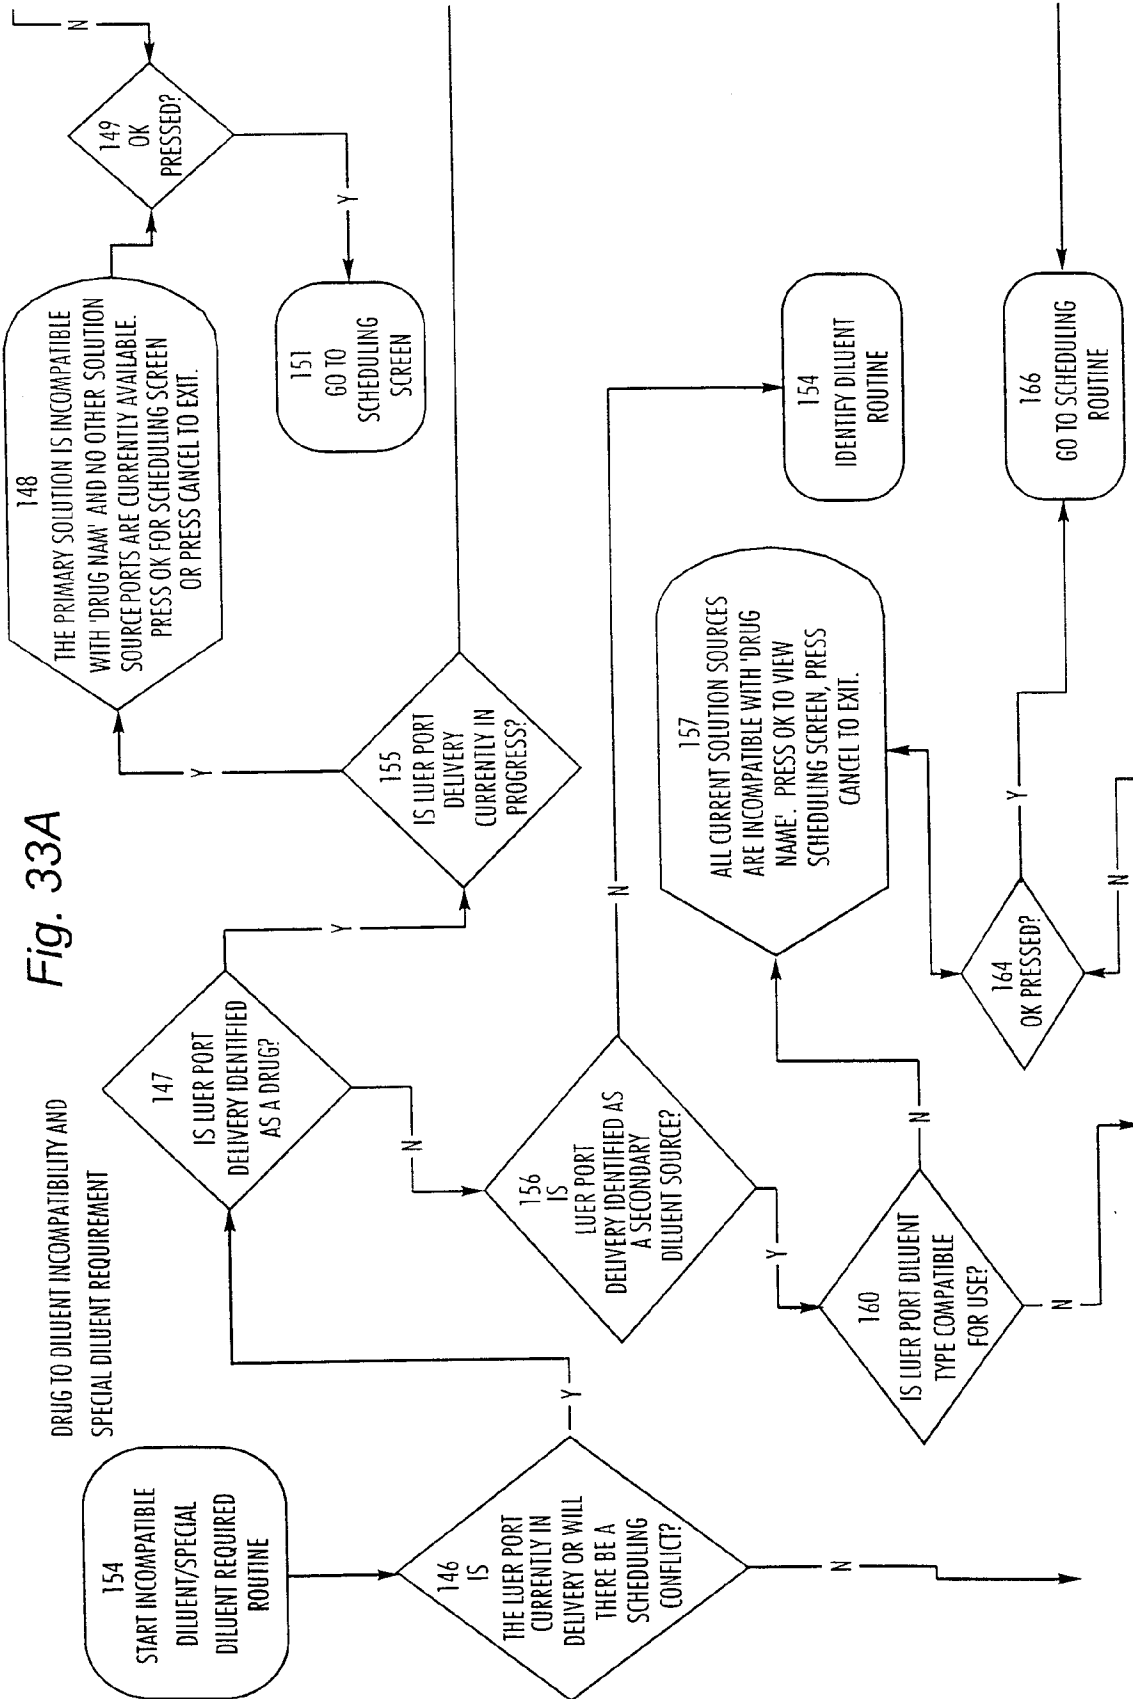 Fig. 33A
DRUG TO DILUENT INCOMPATIBILITY AND
SPECIAL DILUENT REQUIREMENT
154
START INCOMPATIBLE
DILUENT/SPECIAL
DILUENT REQUIRED
ROUTINE
146
IS
THE LUER PORT
CURRENTLY IN
DELIVERY OR WILL
THERE BE A
SCHEDULING
CONFLICT?
Y
N
147
IS LUER PORT
DELIVERY IDENTIFIED
AS A DRUG?
Y
N
155
IS LUER PORT
DELIVERY
CURRENTLY IN
PROGRESS?
Y
148
THE PRIMARY SOLUTION IS INCOMPATIBLE
WITH 'DRUG NAM' AND NO OTHER SOLUTION
SOURCE PORTS ARE CURRENTLY AVAILABLE.
PRESS OK FOR SCHEDULING SCREEN
OR PRESS CANCEL TO EXIT.
149
OK
PRESSED?
N
Y
151
GO TO
SCHEDULING
SCREEN
156
IS
LUER PORT
DELIVERY IDENTIFIED AS
A SECONDARY
DILUENT SOURCE?
N
Y
154
IDENTIFY DILUENT
ROUTINE
160
IS LUER PORT DILUENT
TYPE COMPATIBLE
FOR USE?
N
N
157
ALL CURRENT SOLUTION SOURCES
ARE INCOMPATIBLE WITH 'DRUG
NAME'. PRESS OK TO VIEW
SCHEDULING SCREEN, PRESS
CANCEL TO EXIT.
164
OK PRESSED?
Y
N
166
GO TO SCHEDULING
ROUTINE